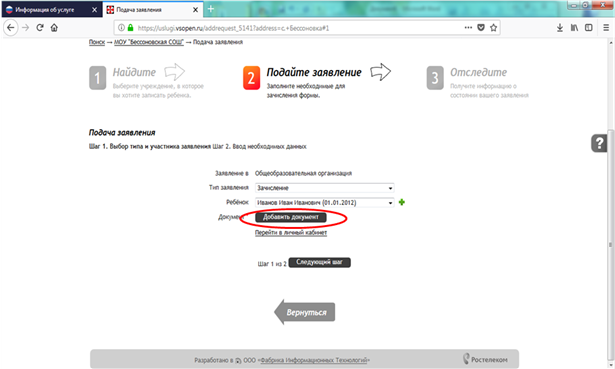 Информация об услуге
Подача заявления
https://uslugi.vsopen.ru/addrequest_5141?address=с.+Бессоновка#1
Поиск → МОУ "Бессоновская СОШ" → Подача заявления
1 Найдите
Выберите учреждение, в которое
вы хотите записать ребенка.
2 Подайте заявление
Заполните необходимые для
зачисления формы.
3 Отследите
Получите информацию о
состоянии вашего заявления
?
Подача заявления
Шаг 1. Выбор типа и участника заявления Шаг 2. Ввод необходимых данных
Заявление в Общеобразовательная организация
Тип заявления Зачисление
Ребёнок Иванов Иван Иванович (01.01.2012)
Документ Добавить документ
Перейти в личный кабинет
Шаг 1 из 2 Следующий шаг
Вернуться
Разработано в ООО «Фабрика Информационных Технологий»
Ростелеком